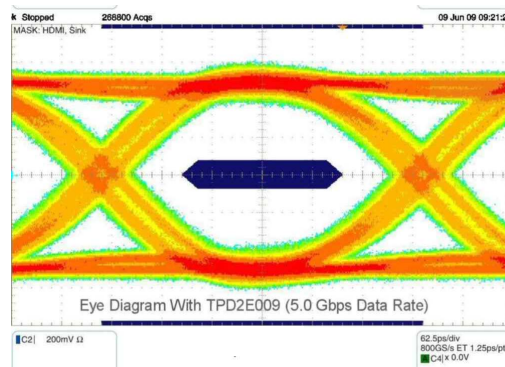 k Stopped 268800 Acqs 09 Jun 09 09:21:2
MASK: HDMI, Sink
Eye Diagram With TPD2E009 (5.0 Gbps Data Rate)
C2 200mV Ω
62.5ps/div
800GS/s ET 1.25ps/pt
A C4 x 0.0V